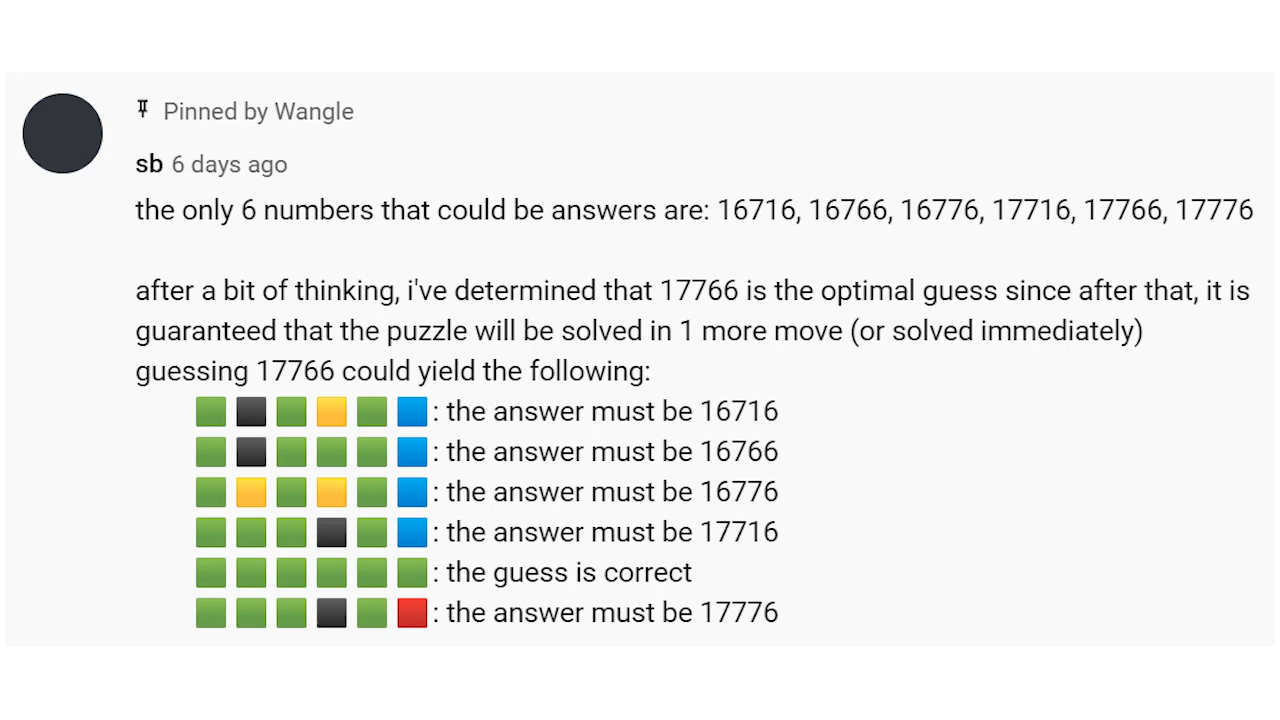 Pinned by Wangle
sb 6 days ago
the only 6 numbers that could be answers are: 16716, 16766, 16776, 17716, 17766, 17776
after a bit of thinking, i've determined that 17766 is the optimal guess since after that, it is
guaranteed that the puzzle will be solved in 1 more move (or solved immediately)
guessing 17766 could yield the following:
🟩⬛🟩🟨🟩🟦: the answer must be 16716
🟩⬛🟩🟩🟩🟦: the answer must be 16766
🟩🟨🟩🟨🟩🟦: the answer must be 16776
🟩🟩🟩⬛🟩🟦: the answer must be 17716
🟩🟩🟩🟩🟩🟩: the guess is correct
🟩🟩🟩⬛🟩🟥: the answer must be 17776